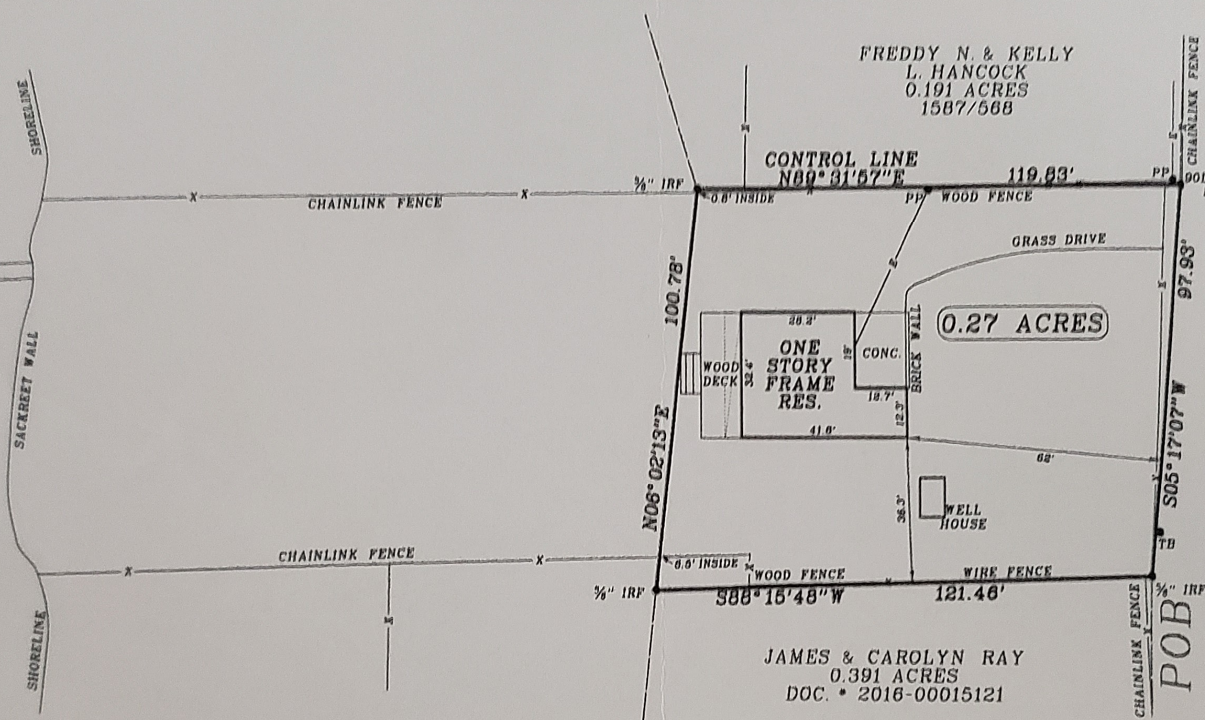 FREDDY N. & KELLY
L. HANCOCK
0.191 ACRES
1587/568
CHAINLINK FENCE
SHORELINE
CONTROL LINE
N89°31'57"E 119.83'
⅝" IRF
0.6' INSIDE
PP
WOOD FENCE
PP
CHAINLINK FENCE
GRASS DRIVE
97.93'
100.78'
0.27 ACRES
28.2'
ONE
STORY
FRAME
RES.
19'
CONC.
BRICK WALL
WOOD
DECK
32.4'
18.7'
12.3'
SACKREET WALL
N06°02'13"E
S05°17'07"W
62'
36.3'
WELL
HOUSE
TB
CHAINLINK FENCE
INSIDE
WOOD FENCE
WIRE FENCE
⅝" IRF
S88°15'48"W
121.46'
⅝" IRF
SHORELINE
CHAINLINK FENCE
POB
JAMES & CAROLYN RAY
0.391 ACRES
DOC. * 2016-00015121